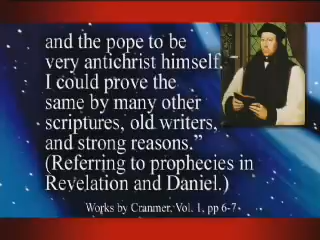 and the pope to be
very antichrist himself.
I could prove the
same by many other
scriptures, old writers,
and strong reasons.”
(Referring to prophecies in
Revelation and Daniel.)
Works by Cranmer, Vol. 1, pp 6-7